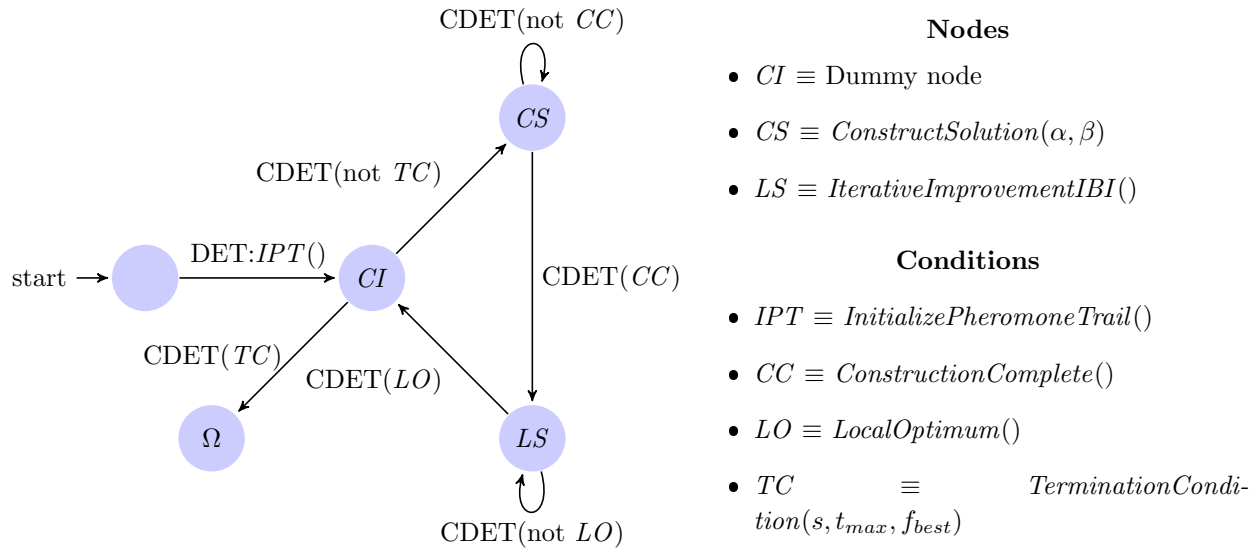 CDET(not CC)
CS
CDET(not TC)
start
DET:IPT()
CI
CDET(CC)
CDET(TC)
CDET(LO)
Ω
LS
CDET(not LO)
Nodes
• CI ≡ Dummy node
• CS ≡ ConstructSolution(α, β)
• LS ≡ IterativeImprovementIBI()
Conditions
• IPT ≡ InitializePheromoneTrail()
• CC ≡ ConstructionComplete()
• LO ≡ LocalOptimum()
• TC ≡ TerminationCondi-
tion(s, t_max, f_best)